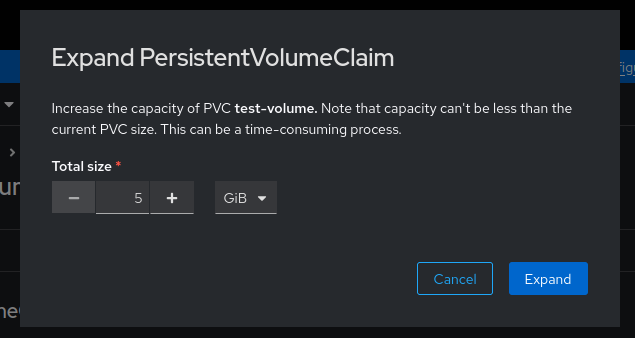 Expand PersistentVolumeClaim
Increase the capacity of PVC test-volume. Note that capacity can't be less than the
current PVC size. This can be a time-consuming process.
Total size *
5
GiB
Cancel
Expand